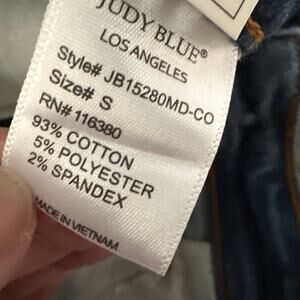 JUDY BLUE®
LOS ANGELES
Style# JB15280MD-CO
Size# S
RN# 116380
93% COTTON
5% POLYESTER
2% SPANDEX
MADE IN VIETNAM